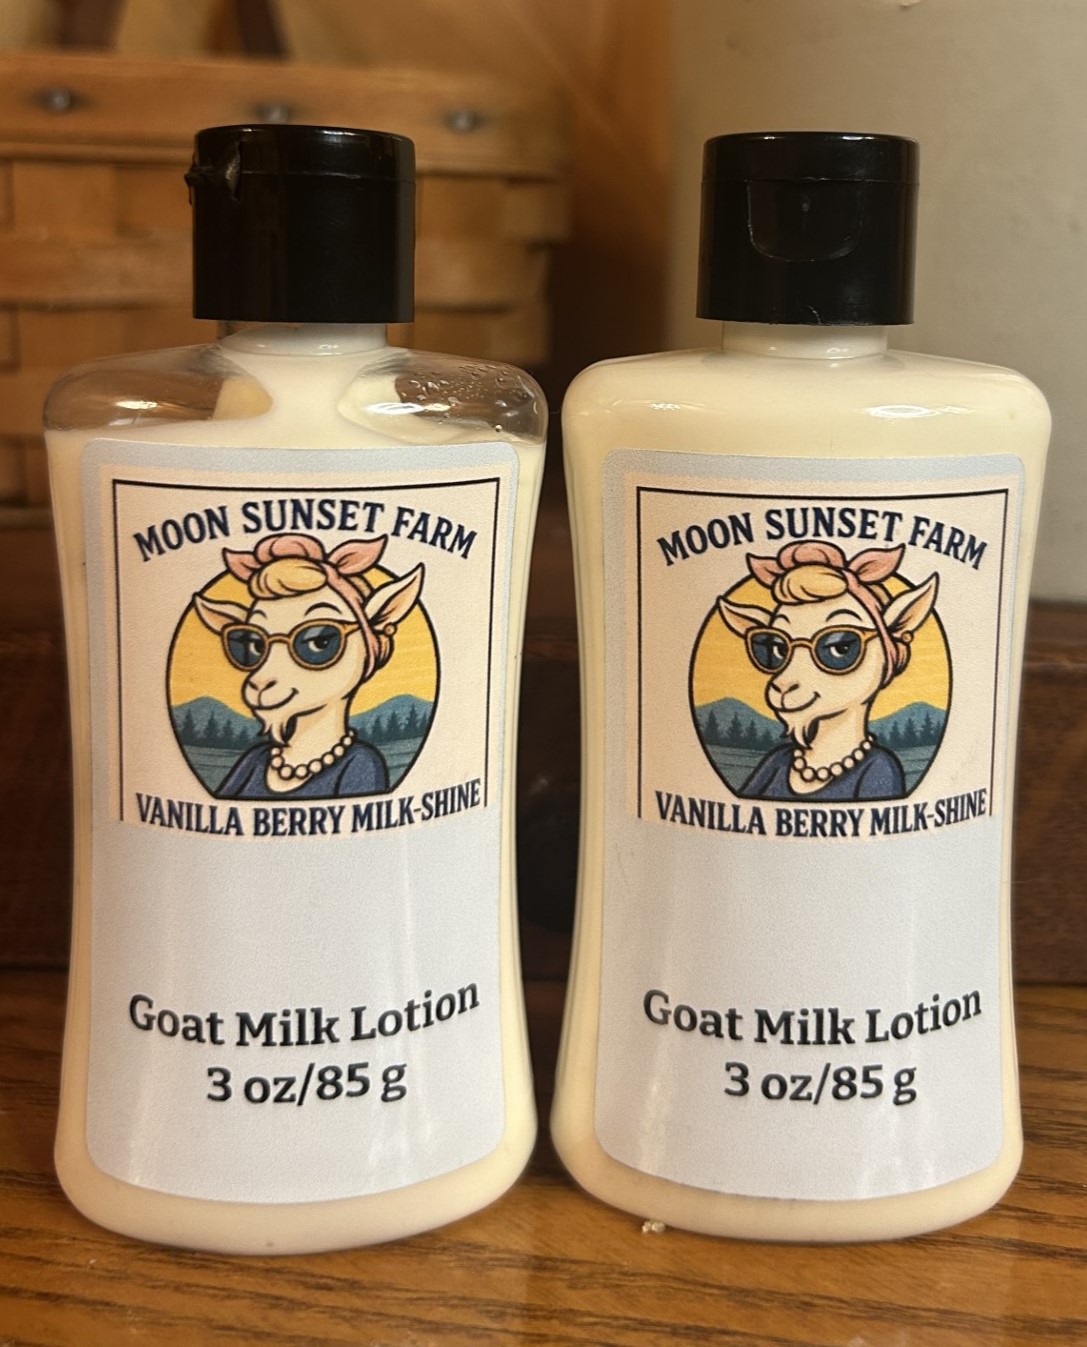 MOON SUNSET FARM
VANILLA BERRY MILK-SHINE
Goat Milk Lotion
3 oz/85 g
MOON SUNSET FARM
VANILLA BERRY MILK-SHINE
Goat Milk Lotion
3 oz/85 g